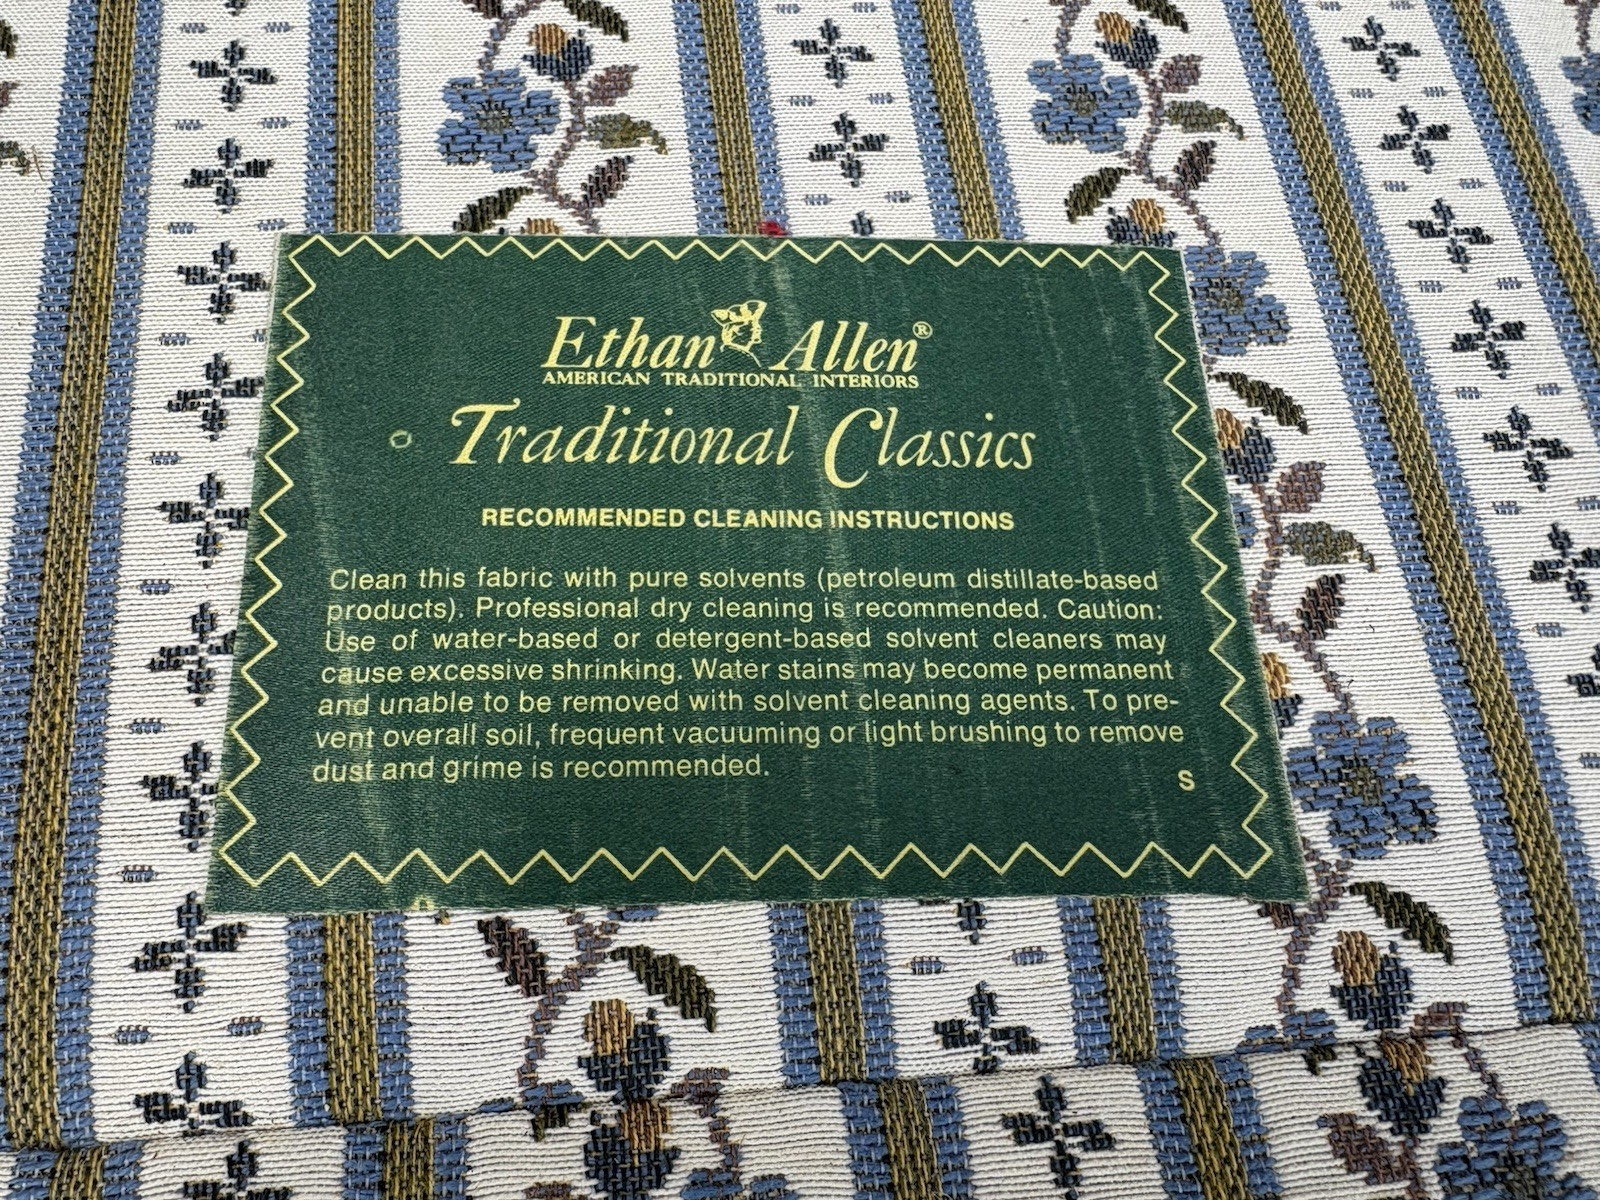 Ethan Allen®
AMERICAN TRADITIONAL INTERIORS
Traditional Classics
RECOMMENDED CLEANING INSTRUCTIONS
Clean this fabric with pure solvents (petroleum distillate-based
products). Professional dry cleaning is recommended. Caution:
Use of water-based or detergent-based solvent cleaners may
cause excessive shrinking. Water stains may become permanent
and unable to be removed with solvent cleaning agents. To pre-
vent overall soil, frequent vacuuming or light brushing to remove
dust and grime is recommended.
S